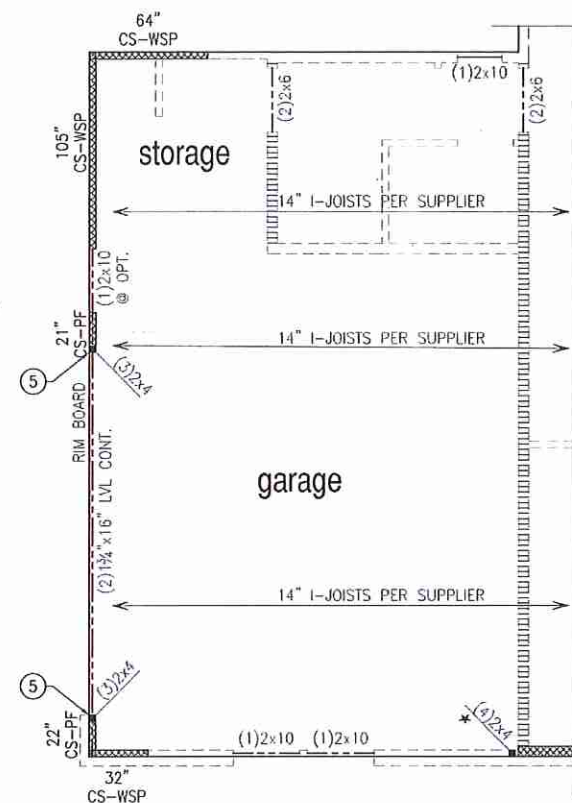 64"
CS-WSP
(1)2x10
(2)2x6
(2)2x6
105"
CS-WSP
storage
14" I-JOISTS PER SUPPLIER
(1)2x10
@ OPT.
21"
CS-PF
14" I-JOISTS PER SUPPLIER
5
(3)2x4
RIM BOARD
(2)1¾"x16" LVL CONT.
garage
14" I-JOISTS PER SUPPLIER
5
(3)2x4
22"
CS-PF
(1)2x10
(1)2x10
*
(4)2x4
32"
CS-WSP